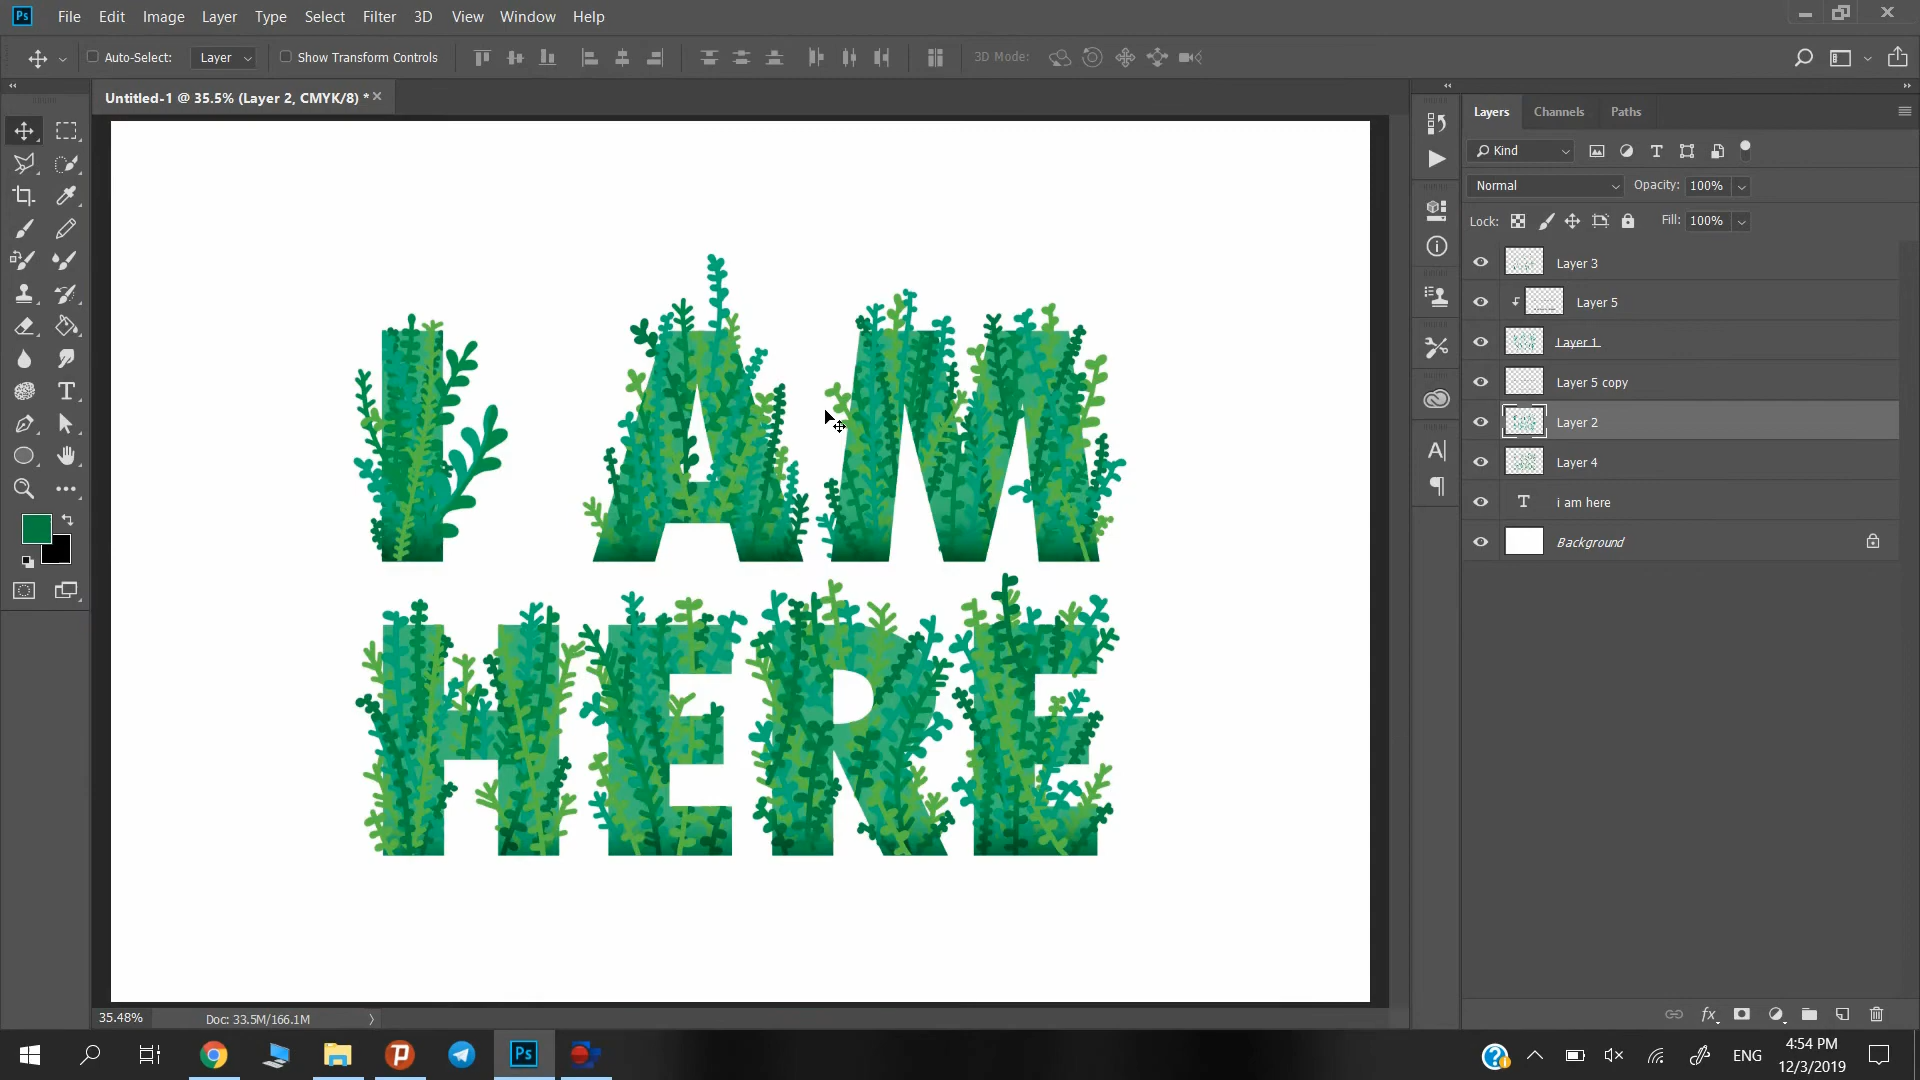 Ps File Edit Image Layer Type Select Filter 3D View Window Help
Auto-Select: Layer Show Transform Controls 3D Mode:
Untitled-1 @ 35.5% (Layer 2, CMYK/8) *
Layers Channels Paths
Kind
Normal Opacity: 100%
Lock: Fill: 100%
Layer 3
Layer 5
Layer 1
Layer 5 copy
Layer 2
Layer 4
i am here
Background
I AM
HERE
35.48% Doc: 33.5M/166.1M
Ps ENG 4:54 PM
12/3/2019